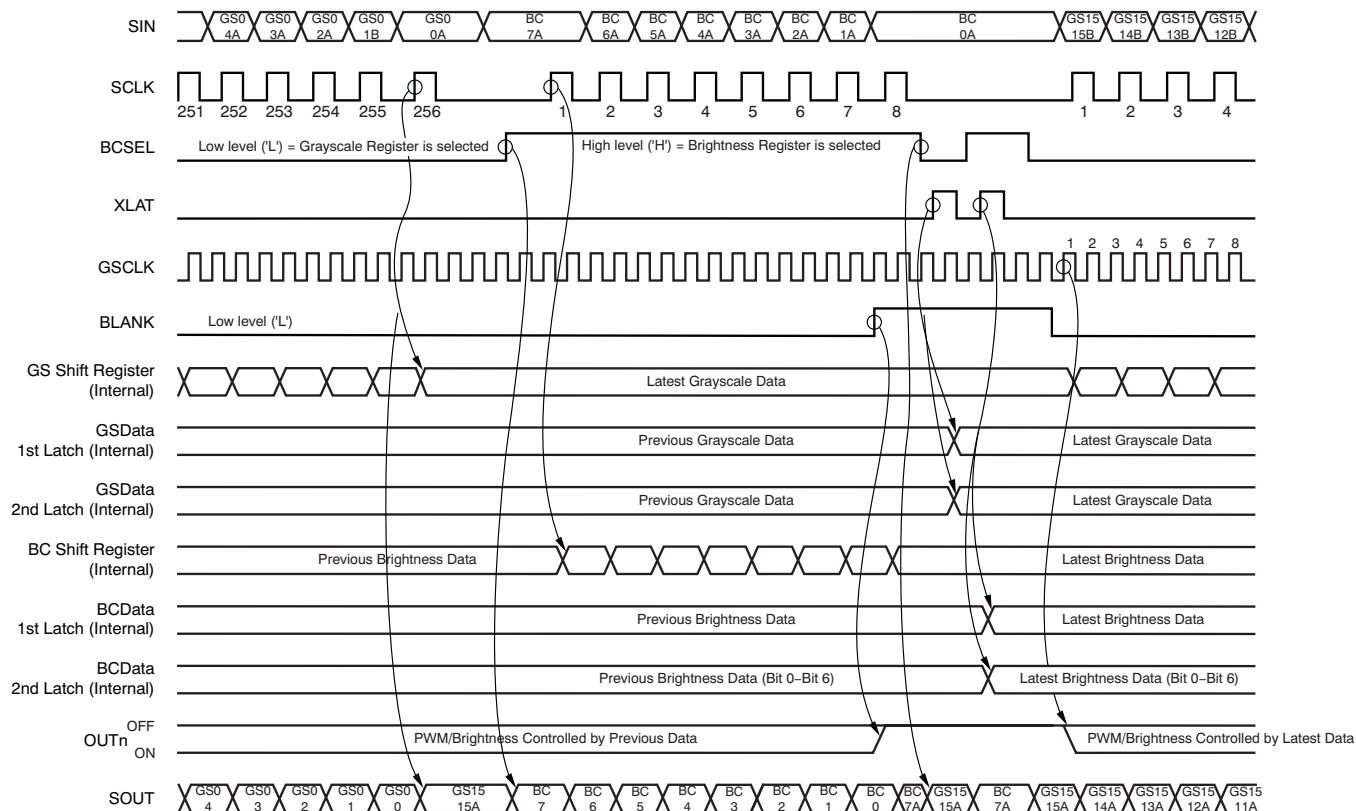 SIN
GS0 4A
GS0 3A
GS0 2A
GS0 1B
GS0 0A
BC 7A
BC 6A
BC 5A
BC 4A
BC 3A
BC 2A
BC 1A
BC 0A
GS15 15B
GS15 14B
GS15 13B
GS15 12B
SCLK
251 252 253 254 255 256 1 2 3 4 5 6 7 8 1 2 3 4
BCSEL
Low level ('L') = Grayscale Register is selected
High level ('H') = Brightness Register is selected
XLAT
GSCLK
1 2 3 4 5 6 7 8
BLANK
Low level ('L')
GS Shift Register
(Internal)
Latest Grayscale Data
GSData
1st Latch (Internal)
Previous Grayscale Data
Latest Grayscale Data
GSData
2nd Latch (Internal)
Previous Grayscale Data
Latest Grayscale Data
BC Shift Register
(Internal)
Previous Brightness Data
Latest Brightness Data
BCData
1st Latch (Internal)
Previous Brightness Data
Latest Brightness Data
BCData
2nd Latch (Internal)
Previous Brightness Data (Bit 0–Bit 6)
Latest Brightness Data (Bit 0–Bit 6)
OUTn
OFF
ON
PWM/Brightness Controlled by Previous Data
PWM/Brightness Controlled by Latest Data
SOUT
GS0 4
GS0 3
GS0 2
GS0 1
GS0 0
GS15 15A
BC 7
BC 6
BC 5
BC 4
BC 3
BC 2
BC 1
BC 0
BC 7A
GS15 15A
BC 7A
GS15 15A
GS15 14A
GS15 13A
GS15 12A
GS15 11A